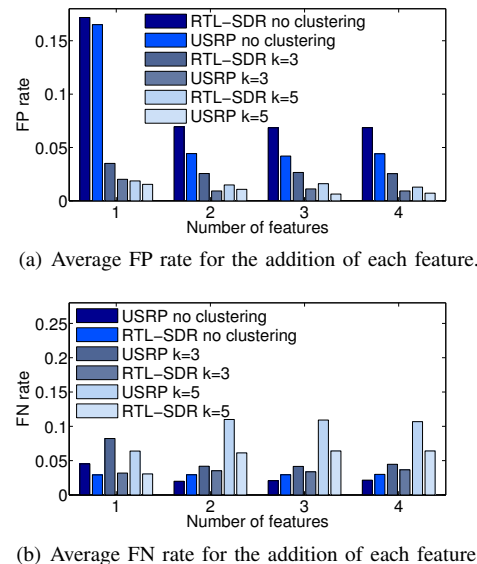 0.15
0.1
0.05
0
FP rate
RTL−SDR no clustering
USRP no clustering
RTL−SDR k=3
USRP k=3
RTL−SDR k=5
USRP k=5
1 2 3 4
Number of features
(a) Average FP rate for the addition of each feature.
0.25
0.2
0.15
0.1
0.05
0
FN rate
USRP no clustering
RTL−SDR no clustering
USRP k=3
RTL−SDR k=3
USRP k=5
RTL−SDR k=5
1 2 3 4
Number of features
(b) Average FN rate for the addition of each feature